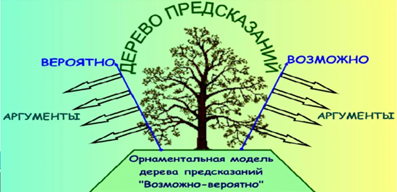 ДЕРЕВО ПРЕДСКАЗАНИЙ
ВЕРОЯТНО
ВОЗМОЖНО
АРГУМЕНТЫ
АРГУМЕНТЫ
Орнаментальная модель
дерева предсказаний
"Возможно-вероятно"